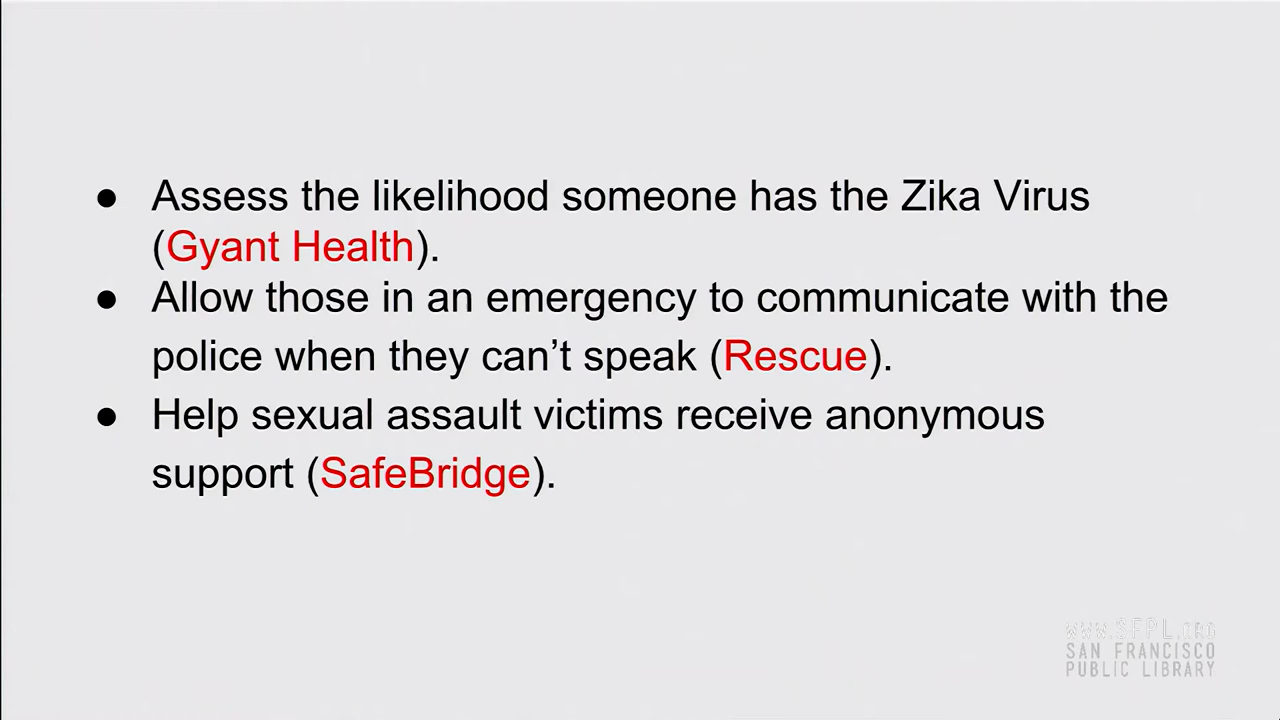 ● Assess the likelihood someone has the Zika Virus
(Gyant Health).
● Allow those in an emergency to communicate with the
police when they can’t speak (Rescue).
● Help sexual assault victims receive anonymous
support (SafeBridge).
WWW.SFPL.ORG
SAN FRANCISCO
PUBLIC LIBRARY